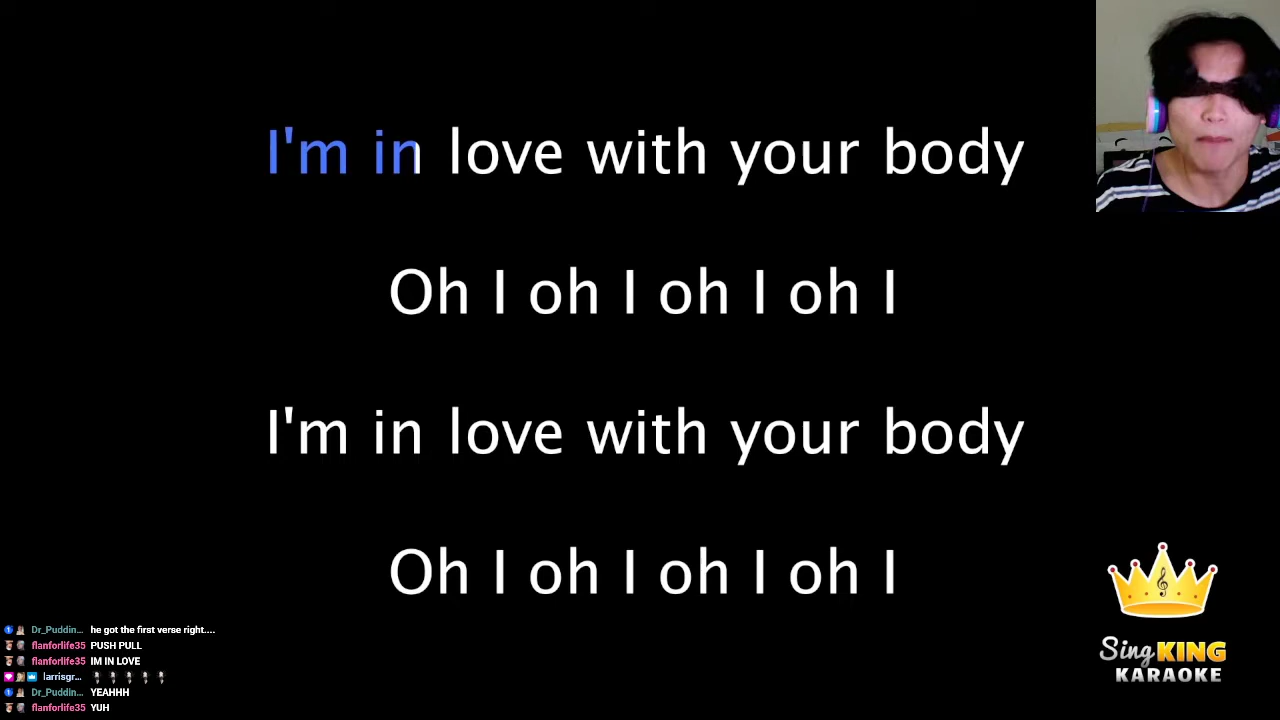 I'm in love with your body
Oh I oh I oh I oh I
I'm in love with your body
Oh I oh I oh I oh I
Sing KING
KARAOKE
Dr_Puddin... he got the first verse right....
flanforlife35 PUSH PULL
flanforlife35 IM IN LOVE
larrisgr...
Dr_Puddin... YEAHHH
flanforlife35 YUH